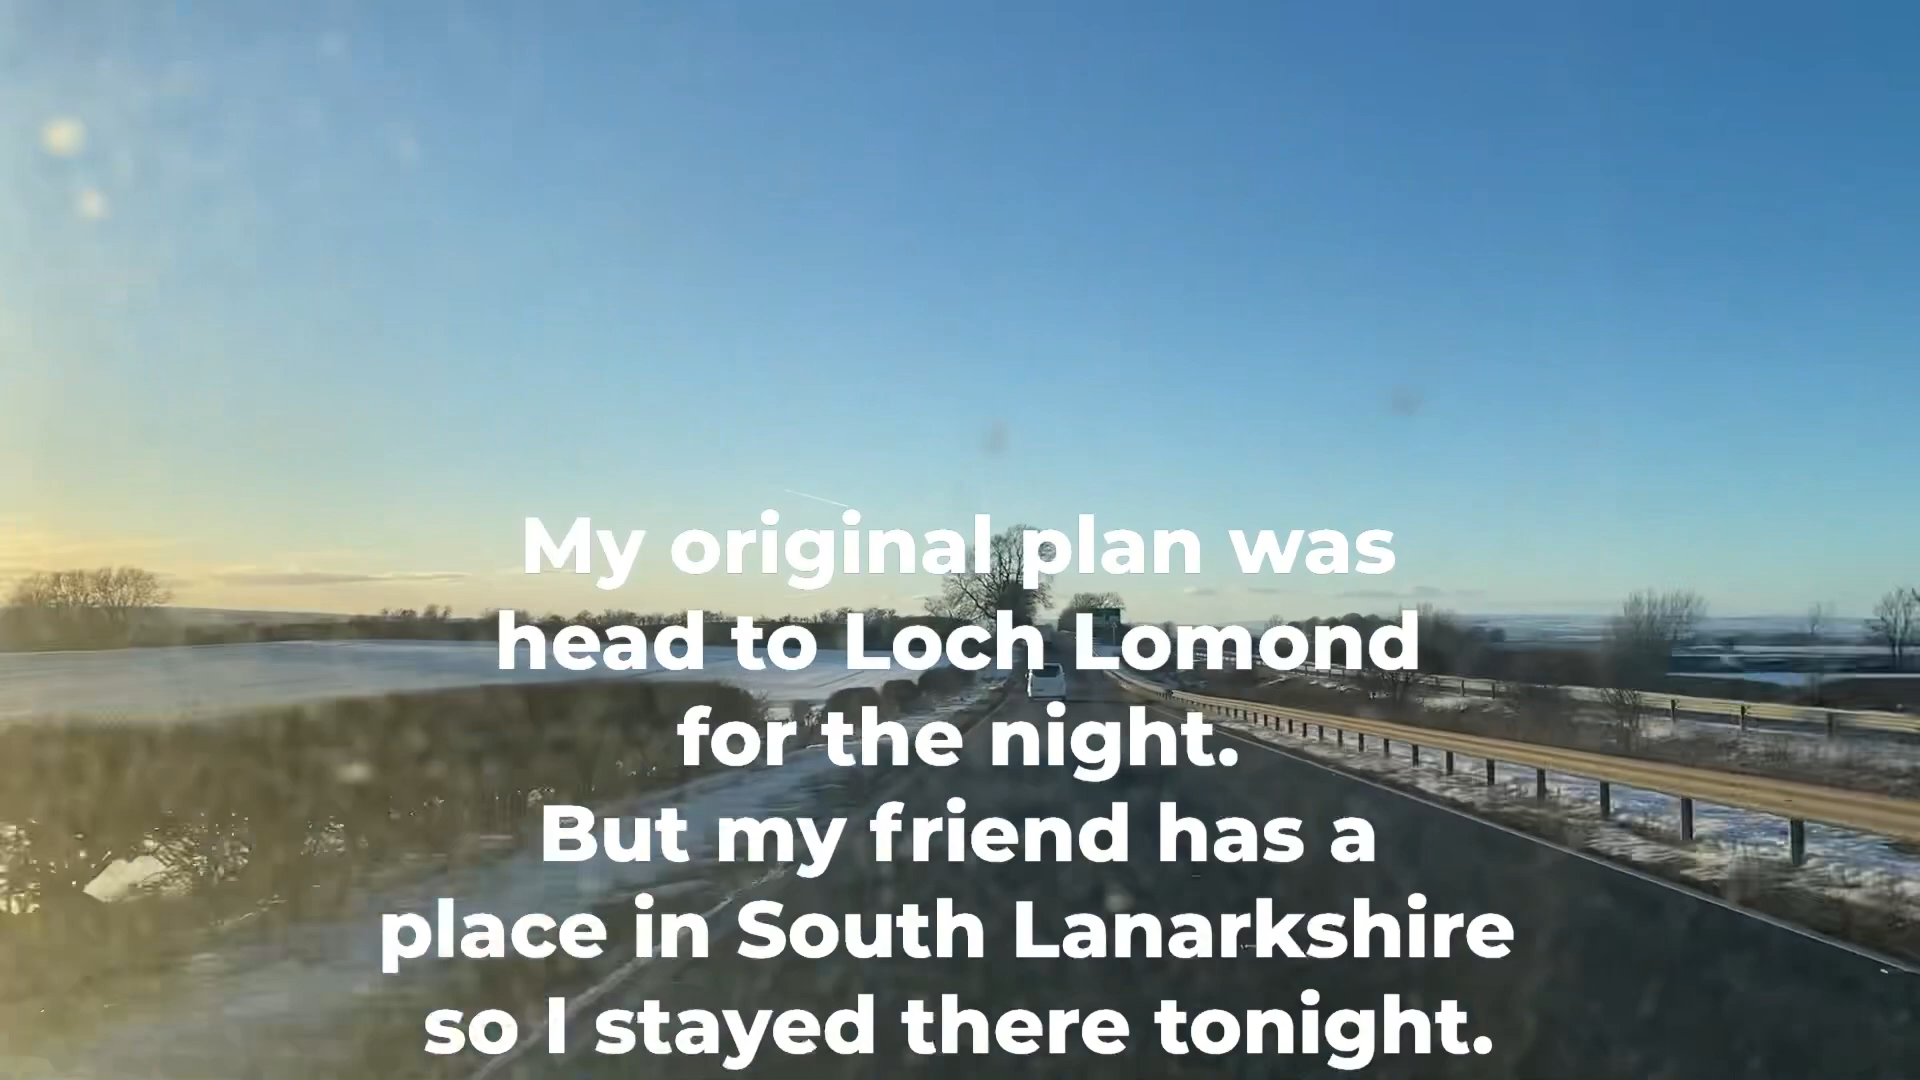 My original plan was
head to Loch Lomond
for the night.
But my friend has a
place in South Lanarkshire
so I stayed there tonight.